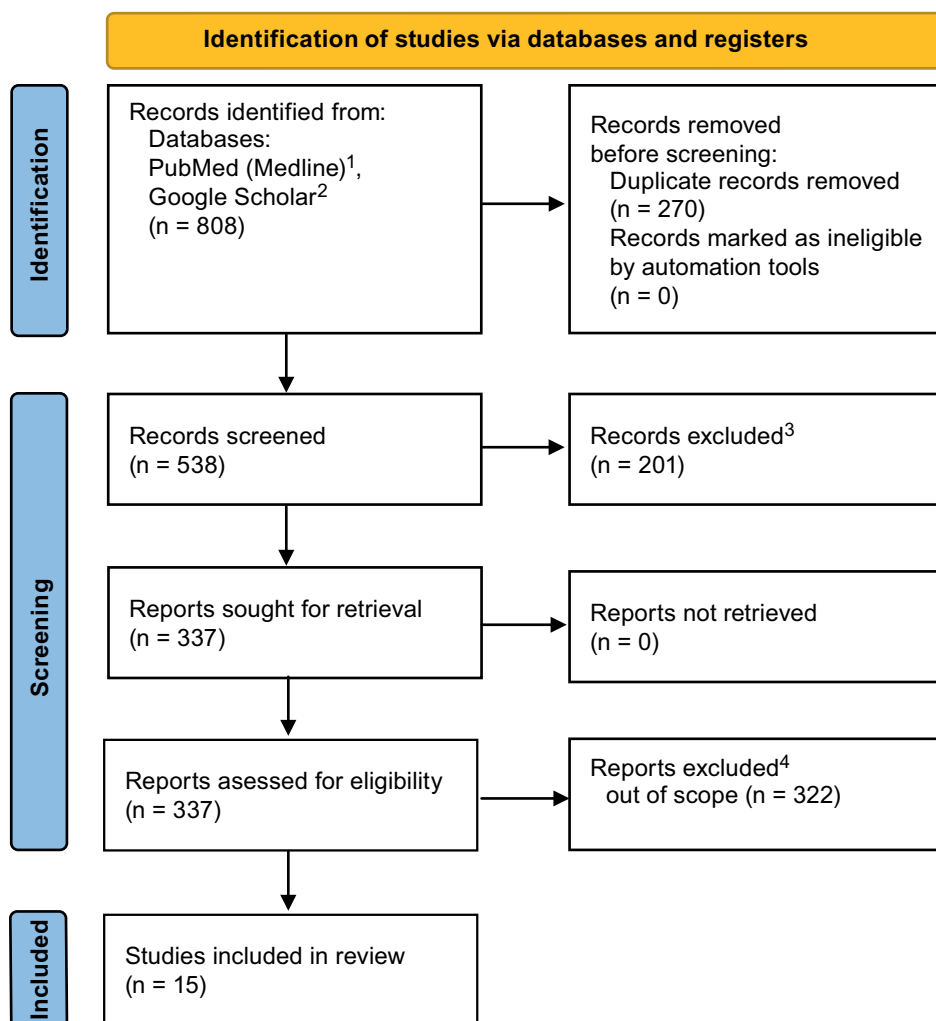 Identification of studies via databases and registers
Identification
Records identified from:
Databases:
PubMed (Medline)1,
Google Scholar2
(n = 808)
Records removed
before screening:
Duplicate records removed
(n = 270)
Records marked as ineligible
by automation tools
(n = 0)
Screening
Records screened
(n = 538)
Records excluded3
(n = 201)
Reports sought for retrieval
(n = 337)
Reports not retrieved
(n = 0)
Reports asessed for eligibility
(n = 337)
Reports excluded4
out of scope (n = 322)
Included
Studies included in review
(n = 15)